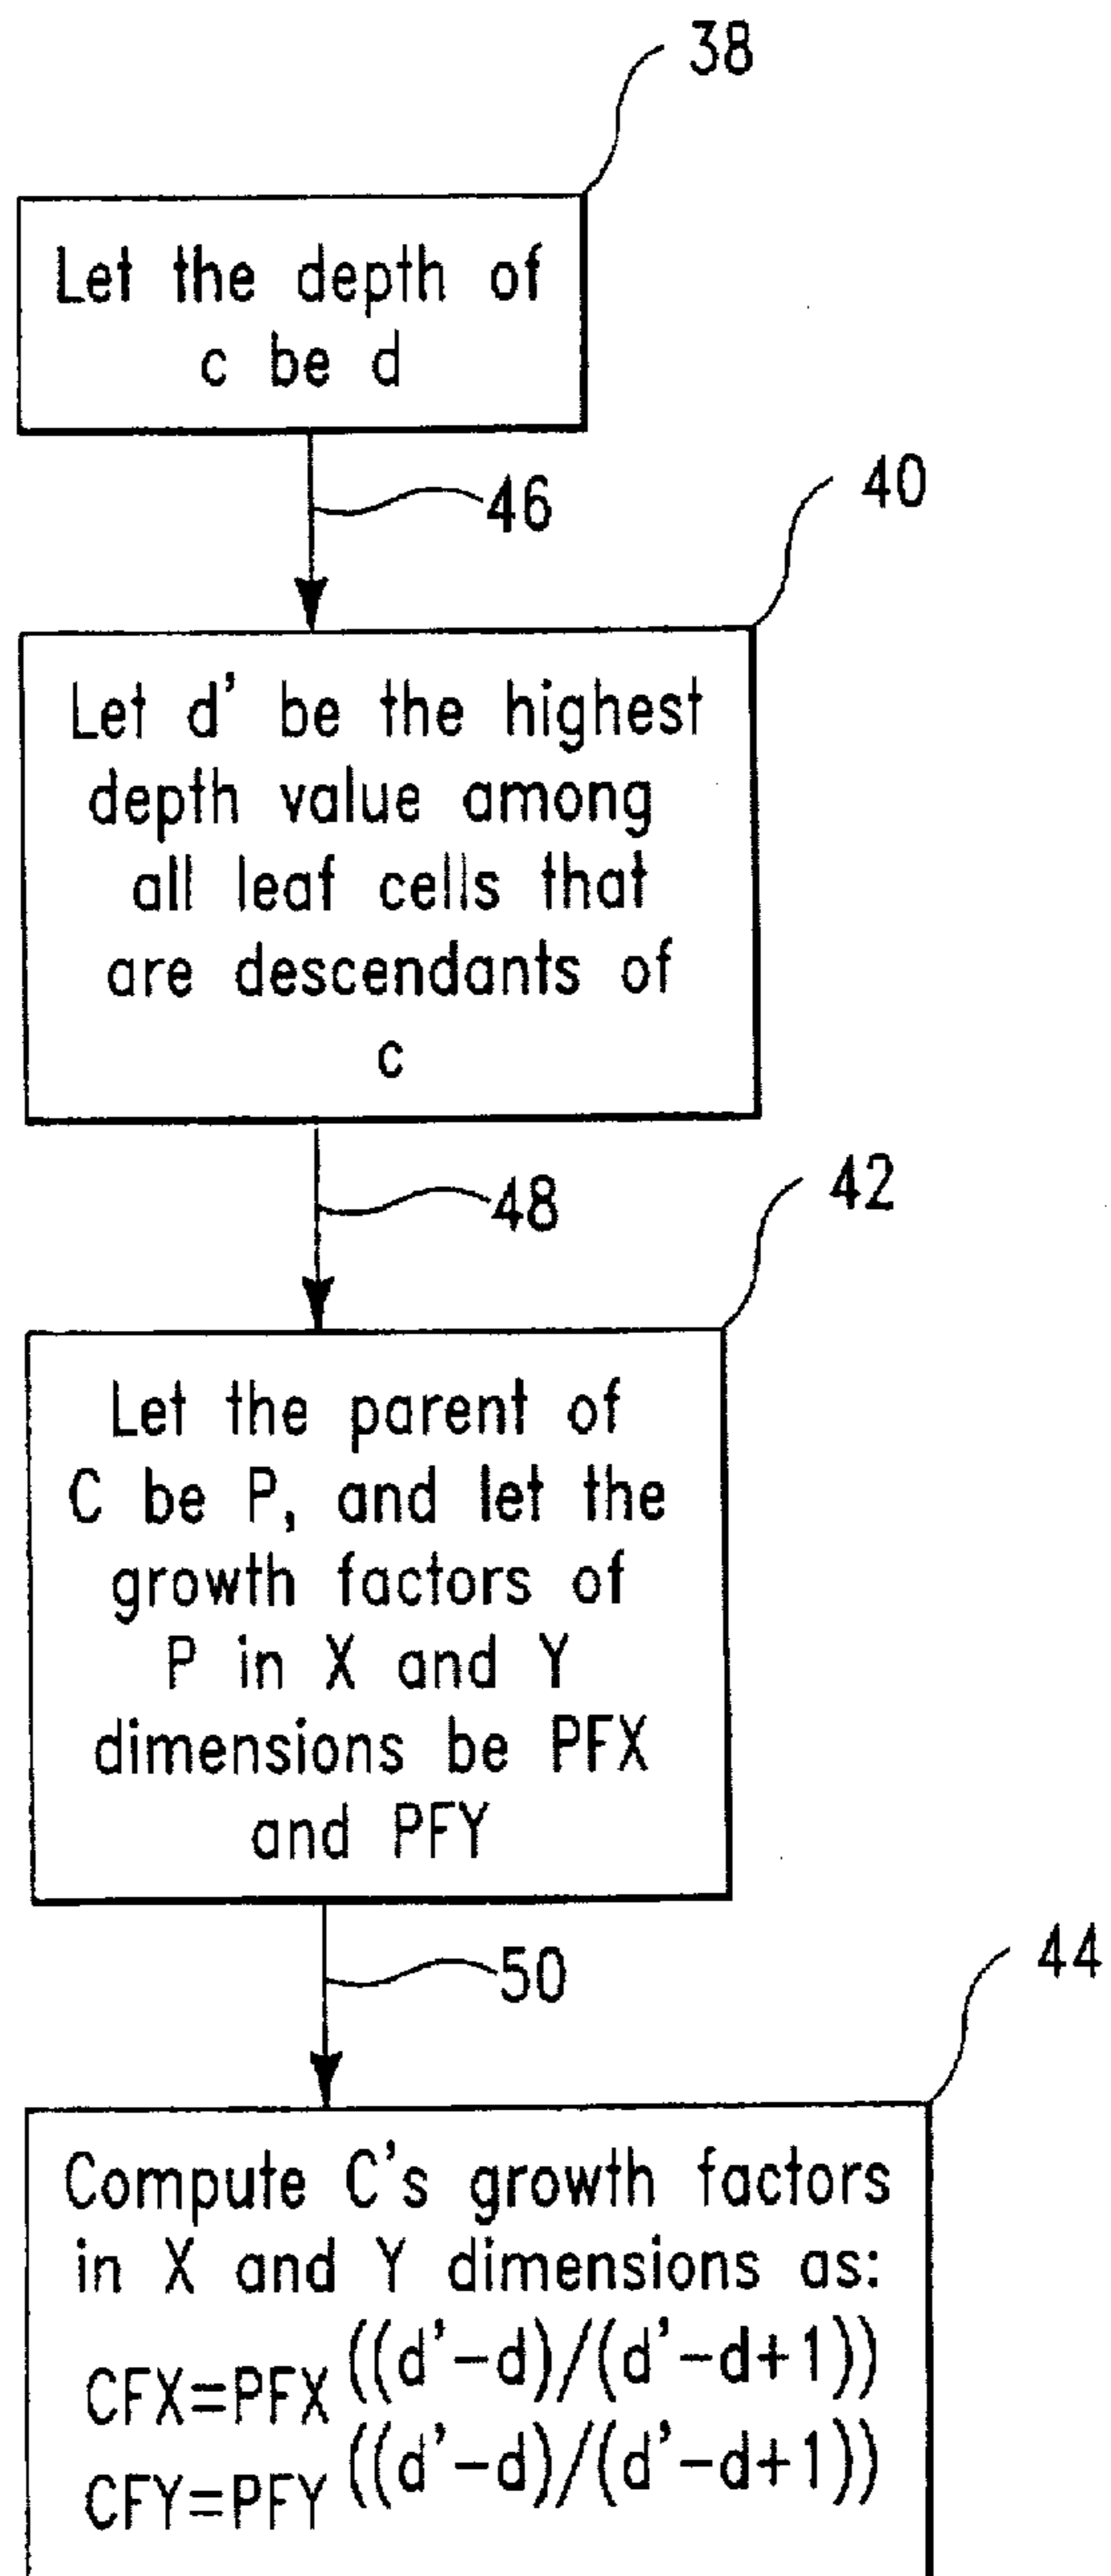 38
Let the depth of
c be d
46
40
Let d' be the highest
depth value among
all leaf cells that
are descendants of
c
48
42
Let the parent of
C be P, and let the
growth factors of
P in X and Y
dimensions be PFX
and PFY
50
44
Compute C's growth factors
in X and Y dimensions as:
CFX=PFX((d'-d)/(d'-d+1))
CFY=PFY((d'-d)/(d'-d+1))